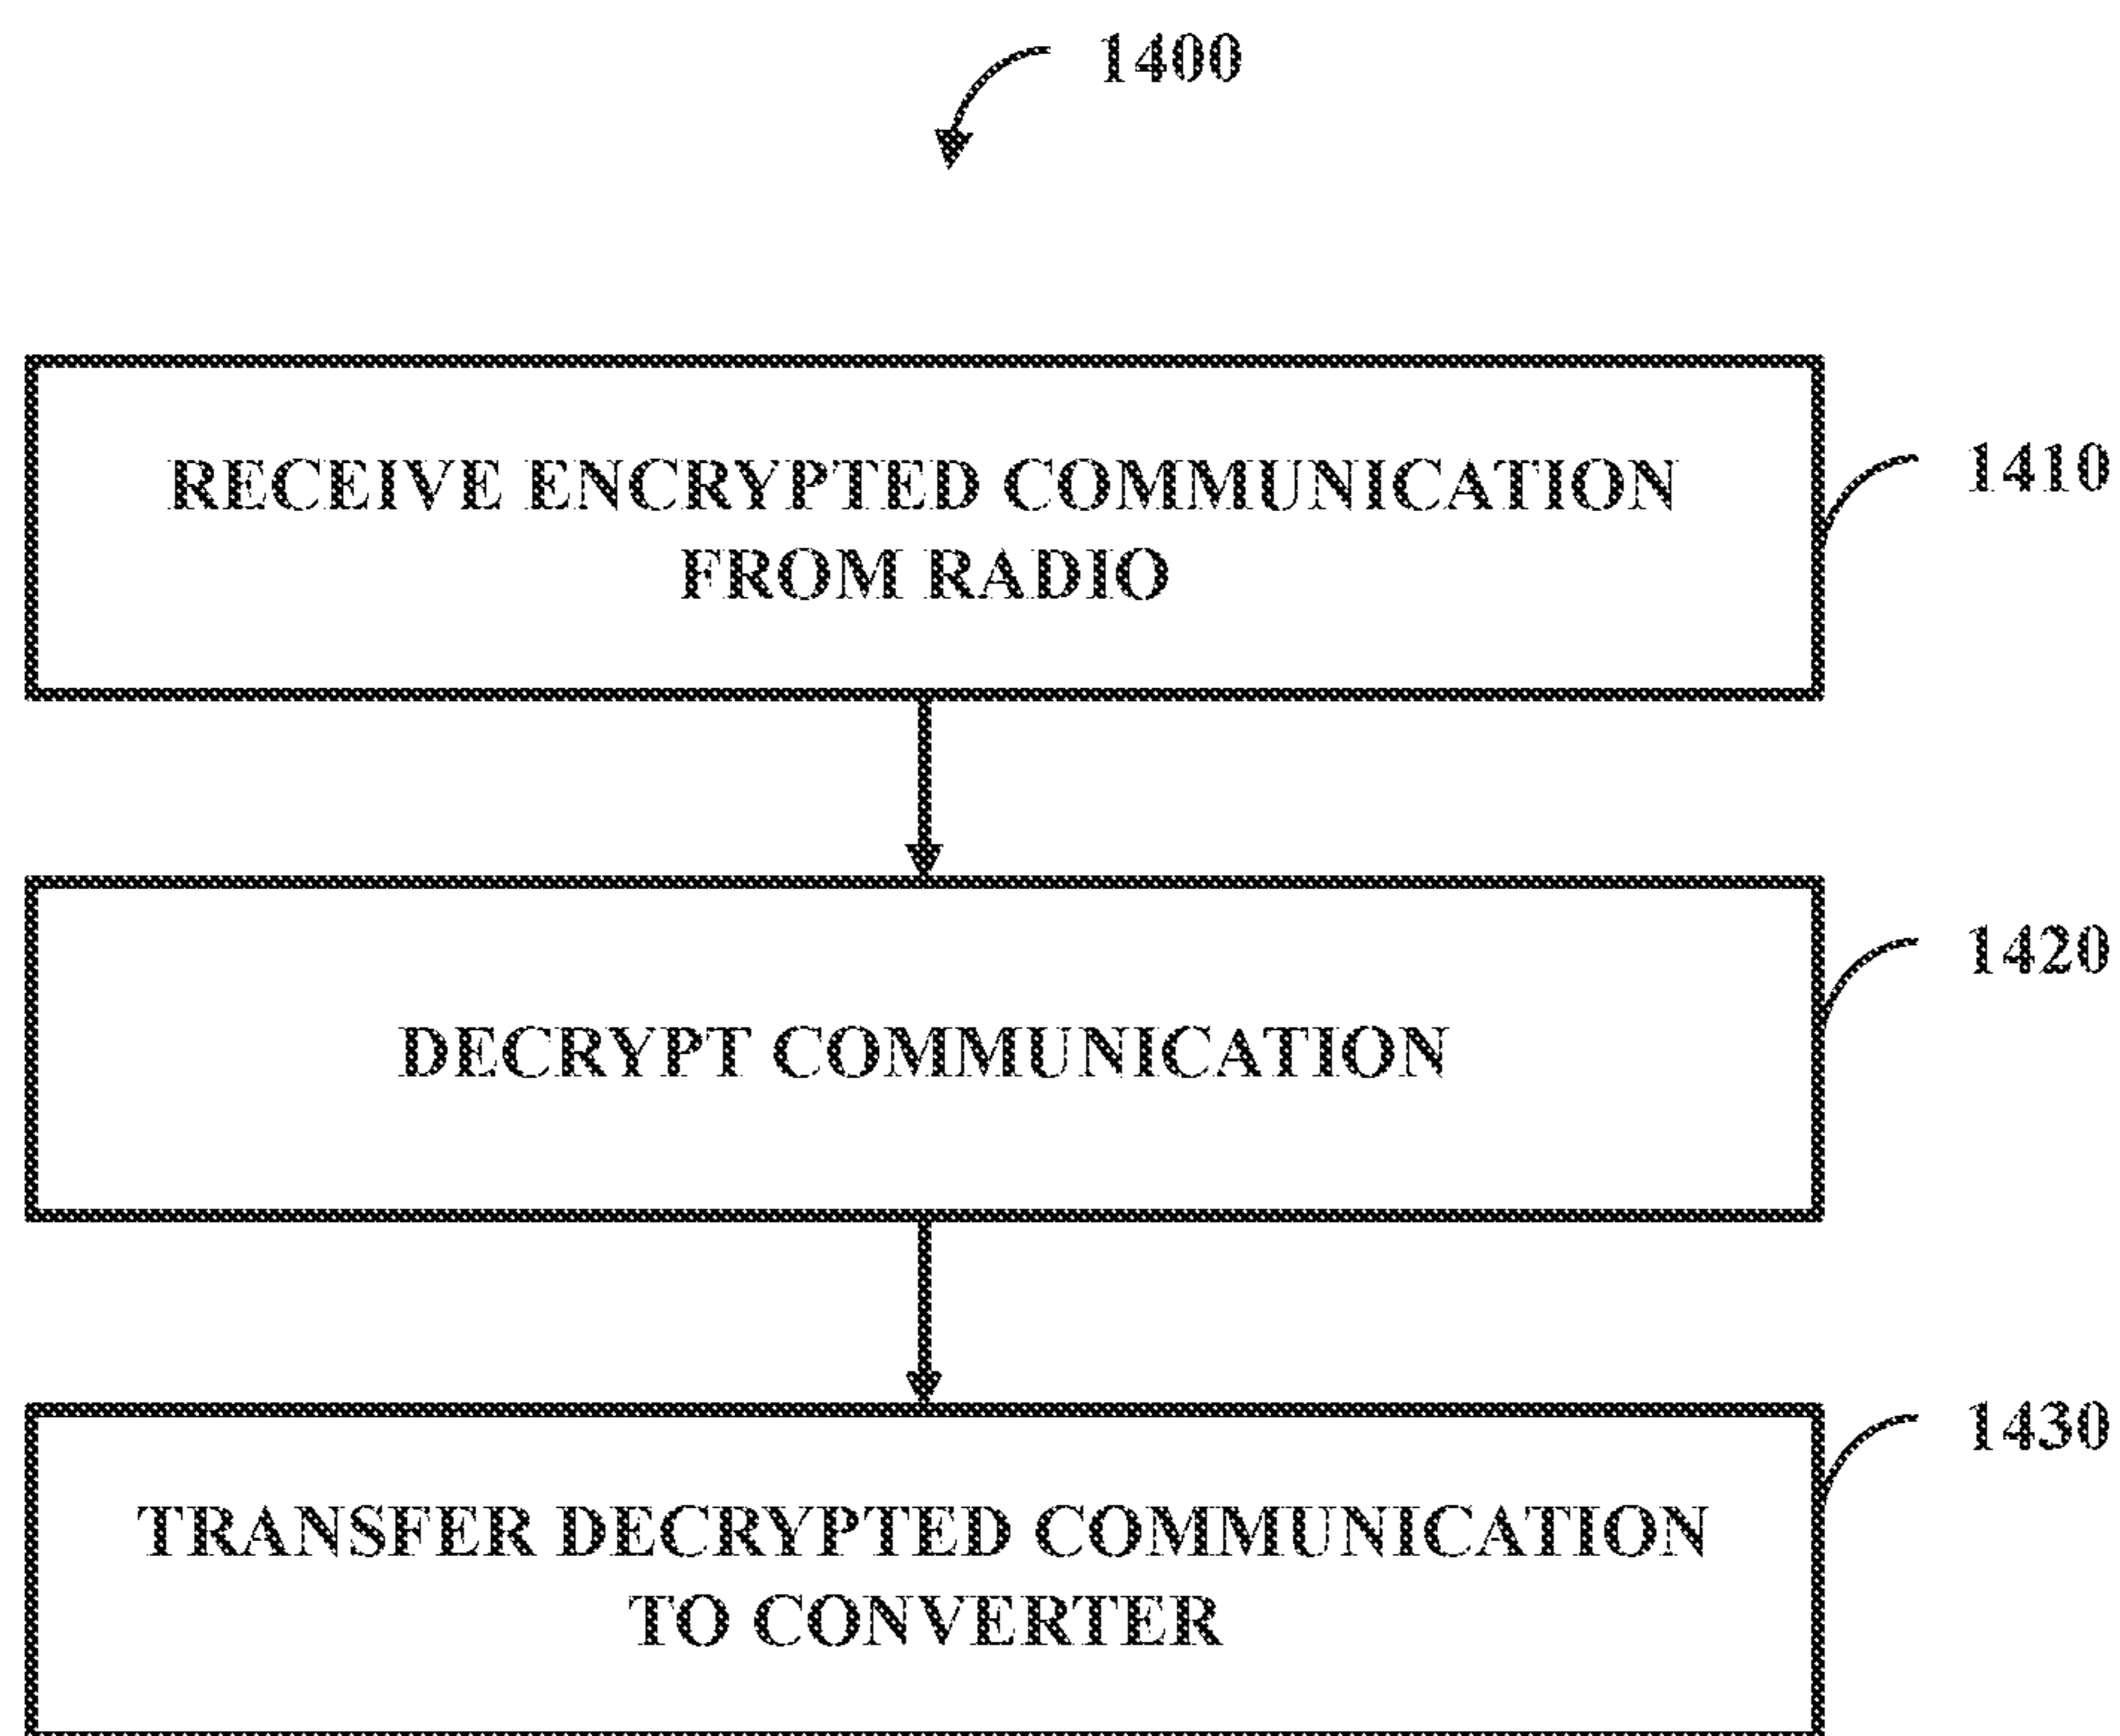 1400
RECEIVE ENCRYPTED COMMUNICATION
FROM RADIO
1410
DECRYPT COMMUNICATION
1420
TRANSFER DECRYPTED COMMUNICATION
TO CONVERTER
1430